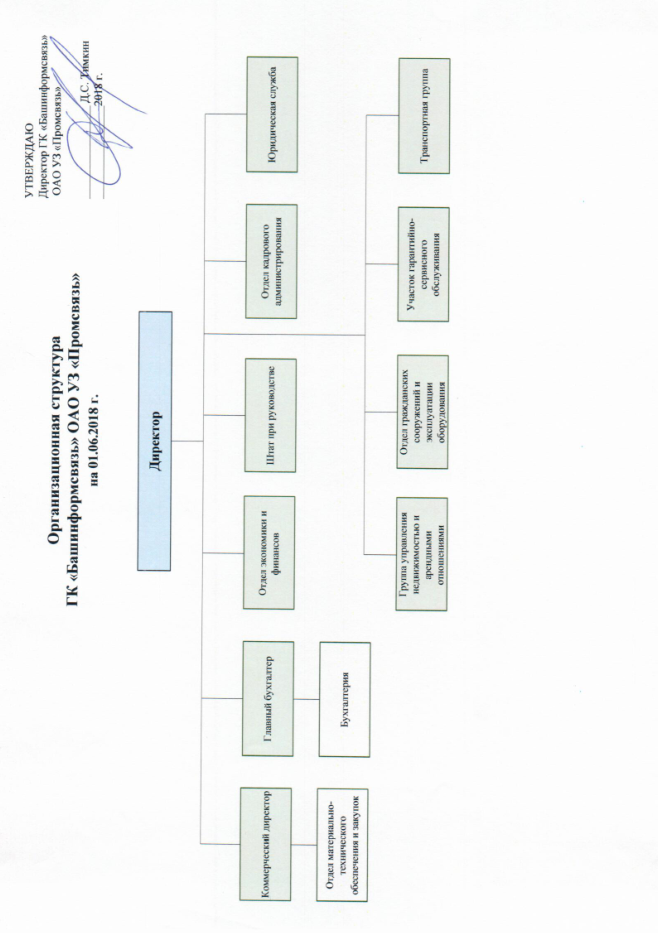 УТВЕРЖДАЮ
Директор ГК «Башинформсвязь»
ОАО УЗ «Промсвязь»
Д.С. Тимкин
2018 г.
Организационная структура
ГК «Башинформсвязь» ОАО УЗ «Промсвязь»
на 01.06.2018 г.
Директор
Коммерческий директор
Главный бухгалтер
Отдел экономики и
финансов
Штат при руководстве
Отдел кадрового
администрирования
Юридическая служба
Отдел материально-
технического
обеспечения и закупок
Бухгалтерия
Группа управления
недвижимостью и
арендными
отношениями
Отдел гражданских
сооружений и
эксплуатации
оборудования
Участок гарантийно-
сервисного
обслуживания
Транспортная группа